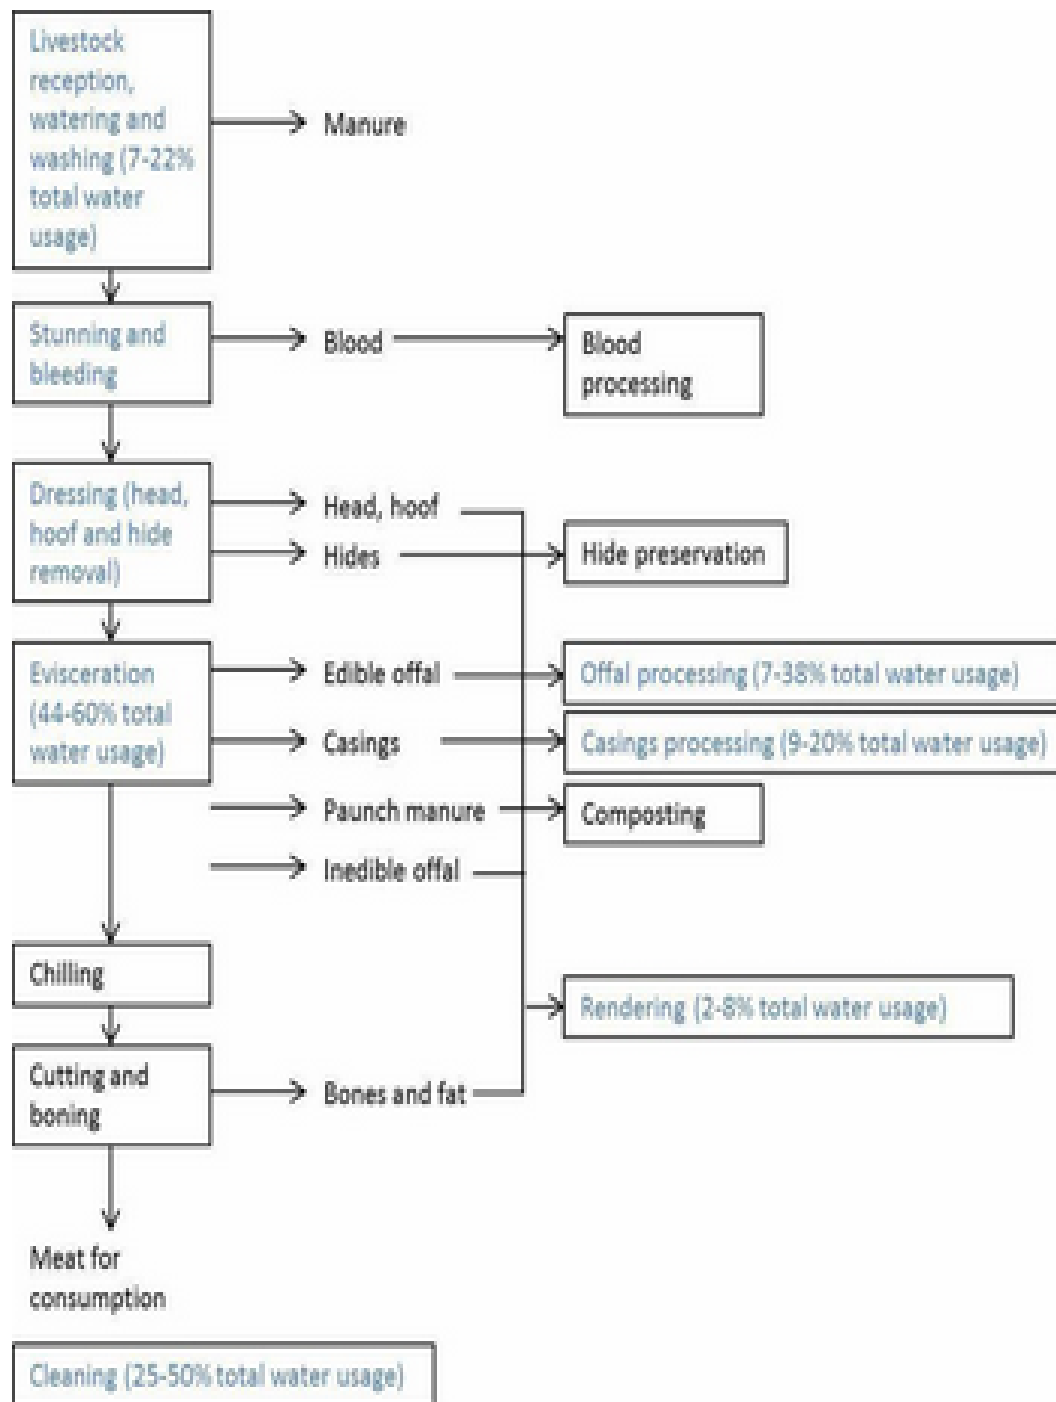 Livestock
reception,
watering and
washing (7-22%
total water
usage)
Manure
Stunning and
bleeding
Blood
Blood
processing
Dressing (head,
hoof and hide
removal)
Head, hoof
Hides
Hide preservation
Evisceration
(44-60% total
water usage)
Edible offal
Offal processing (7-38% total water usage)
Casings
Casings processing (9-20% total water usage)
Paunch manure
Composting
Inedible offal
Chilling
Rendering (2-8% total water usage)
Cutting and
boning
Bones and fat
Meat for
consumption
Cleaning (25-50% total water usage)